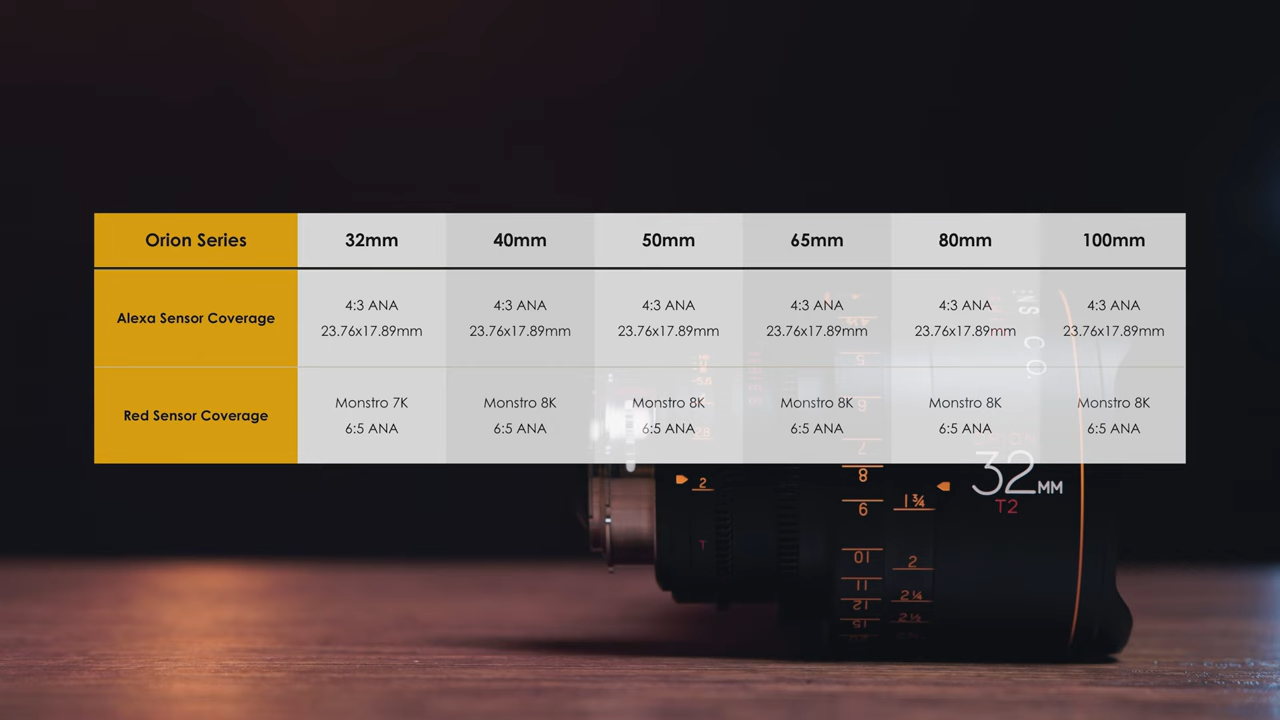 Orion Series 32mm 40mm 50mm 65mm 80mm 100mm
Alexa Sensor Coverage
4:3 ANA 4:3 ANA 4:3 ANA 4:3 ANA 4:3 ANA 4:3 ANA
23.76x17.89mm 23.76x17.89mm 23.76x17.89mm 23.76x17.89mm 23.76x17.89mm 23.76x17.89mm
Red Sensor Coverage
Monstro 7K Monstro 8K Monstro 8K Monstro 8K Monstro 8K Monstro 8K
6:5 ANA 6:5 ANA 6:5 ANA 6:5 ANA 6:5 ANA 6:5 ANA
32MM
T2
2
T
5
6
7
8
9
10
11
12
1¾
2
2¼
2½
CO.